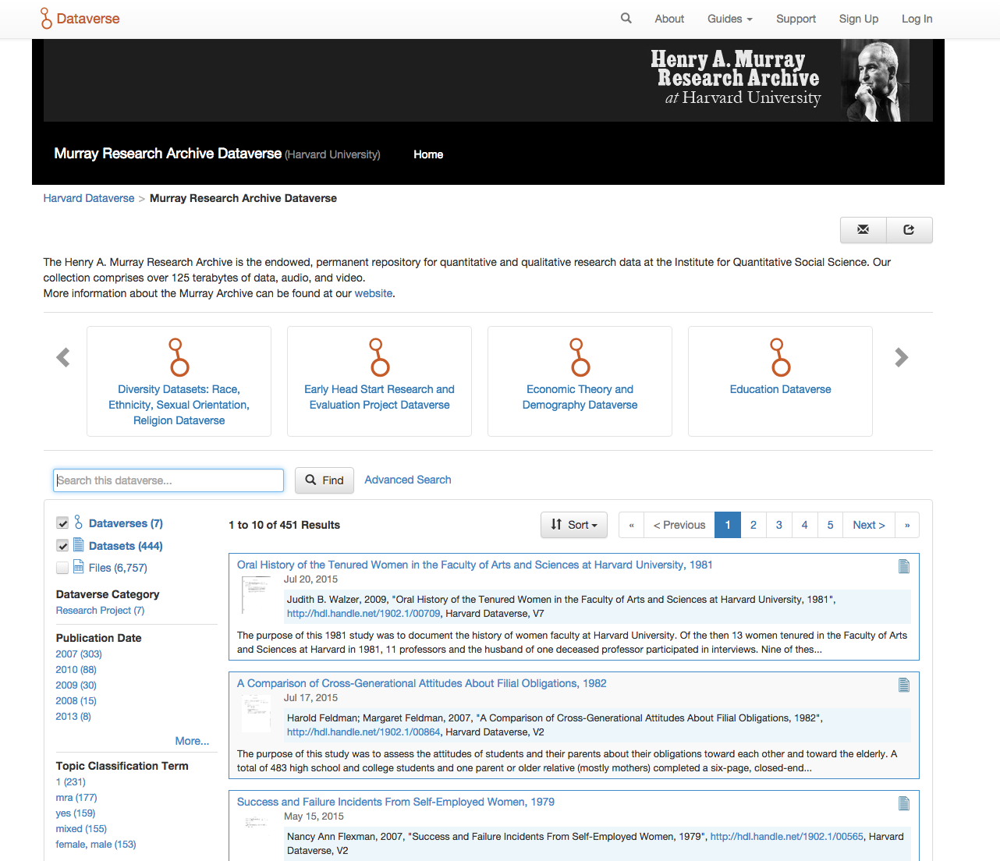 Dataverse
About
Guides
Support
Sign Up
Log In
Henry A. Murray
Research Archive
at Harvard University
Murray Research Archive Dataverse (Harvard University)
Home
Harvard Dataverse > Murray Research Archive Dataverse
The Henry A. Murray Research Archive is the endowed, permanent repository for quantitative and qualitative research data at the Institute for Quantitative Social Science. Our
collection comprises over 125 terabytes of data, audio, and video.
More information about the Murray Archive can be found at our website.
Diversity Datasets: Race,
Ethnicity, Sexual Orientation,
Religion Dataverse
Early Head Start Research and
Evaluation Project Dataverse
Economic Theory and
Demography Dataverse
Education Dataverse
Search this dataverse...
Find
Advanced Search
Dataverses (7)
Datasets (444)
Files (6,757)
Dataverse Category
Research Project (7)
Publication Date
2007 (303)
2010 (88)
2009 (30)
2008 (15)
2013 (8)
More...
Topic Classification Term
1 (231)
mra (177)
yes (159)
mixed (155)
female, male (153)
1 to 10 of 451 Results
Sort
« < Previous 1 2 3 4 5 Next > »
Oral History of the Tenured Women in the Faculty of Arts and Sciences at Harvard University, 1981
Jul 20, 2015
Judith B. Walzer, 2009, "Oral History of the Tenured Women in the Faculty of Arts and Sciences at Harvard University, 1981",
http://hdl.handle.net/1902.1/00709, Harvard Dataverse, V7
The purpose of this 1981 study was to document the history of women faculty at Harvard University. Of the then 13 women tenured in the Faculty of Arts
and Sciences at Harvard in 1981, 11 professors and the husband of one deceased professor participated in interviews. Nine of thes...
A Comparison of Cross-Generational Attitudes About Filial Obligations, 1982
Jul 17, 2015
Harold Feldman; Margaret Feldman, 2007, "A Comparison of Cross-Generational Attitudes About Filial Obligations, 1982",
http://hdl.handle.net/1902.1/00864, Harvard Dataverse, V2
The purpose of this study was to assess the attitudes of students and their parents about their obligations toward each other and toward the elderly. A
total of 483 high school and college students and one parent or older relative (mostly mothers) completed a six-page, closed-end...
Success and Failure Incidents From Self-Employed Women, 1979
May 15, 2015
Nancy Ann Flexman, 2007, "Success and Failure Incidents From Self-Employed Women, 1979", http://hdl.handle.net/1902.1/00565, Harvard
Dataverse, V2